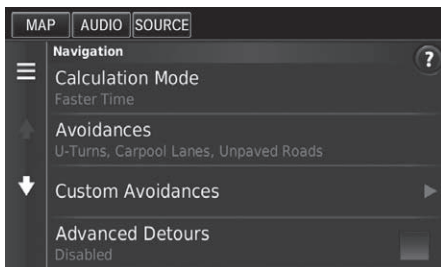 MAP AUDIO SOURCE
Navigation
?
Calculation Mode
Faster Time
Avoidances
U-Turns, Carpool Lanes, Unpaved Roads
Custom Avoidances
Advanced Detours
Disabled